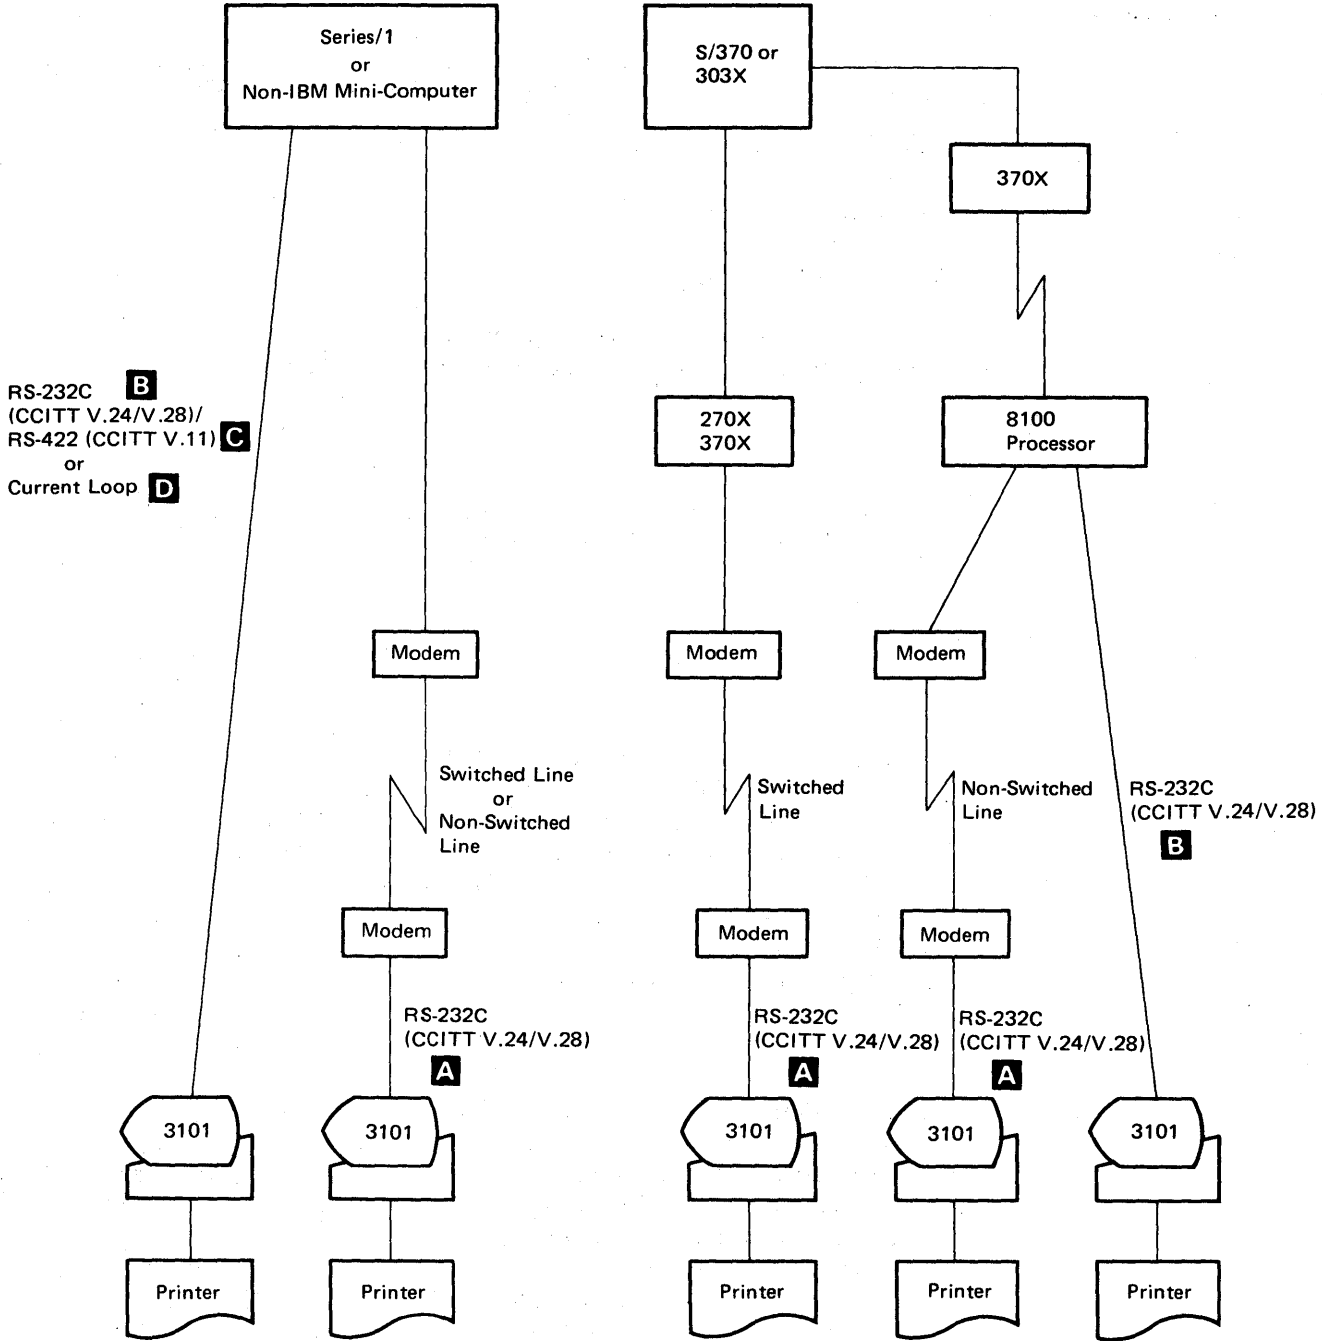 Series/1
or
Non-IBM Mini-Computer
S/370 or
303X
370X
RS-232C B
(CCITT V.24/V.28)/
RS-422 (CCITT V.11) C
or
Current Loop D
270X
370X
8100
Processor
Modem
Modem
Modem
Switched Line
or
Non-Switched
Line
Switched
Line
Non-Switched
Line
RS-232C
(CCITT V.24/V.28)
B
Modem
Modem
Modem
RS-232C
(CCITT V.24/V.28)
A
RS-232C
(CCITT V.24/V.28)
A
RS-232C
(CCITT V.24/V.28)
A
3101
3101
3101
3101
3101
Printer
Printer
Printer
Printer
Printer